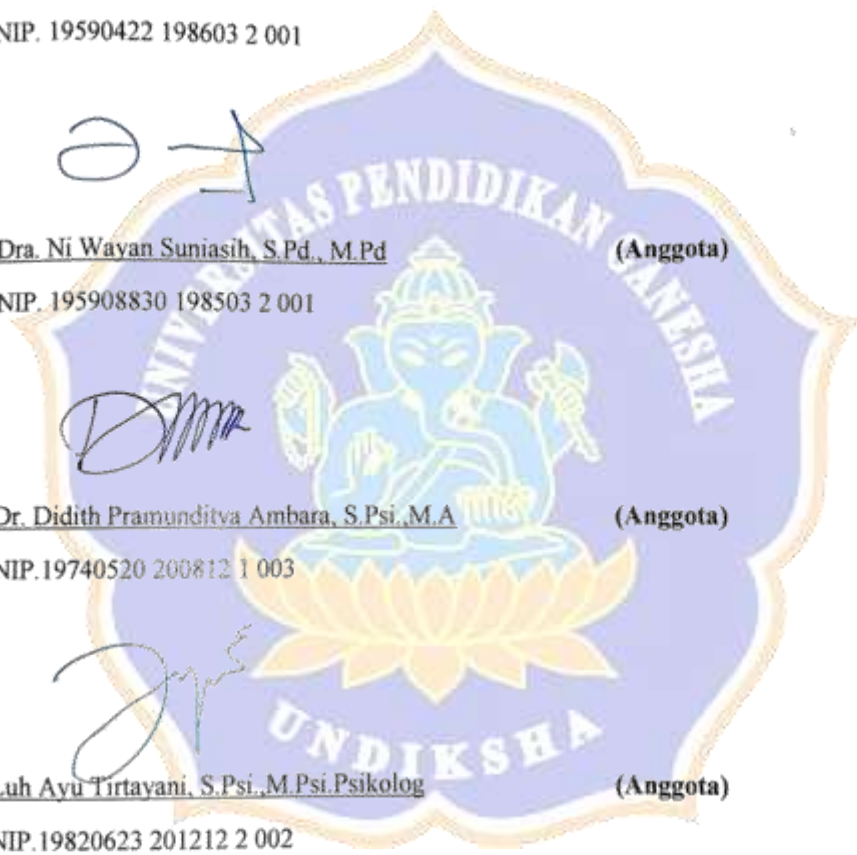 NIP. 19590422 198603 2 001
UNIVERSITAS PENDIDIKAN GANESHA
Dra. Ni Wayan Suniasih, S.Pd., M.Pd (Anggota)
NIP. 195908830 198503 2 001
Dr. Didith Pramunditya Ambara, S.Psi.,M.A (Anggota)
NIP.19740520 200812 1 003
UNDIKSHA
Luh Ayu Tirtayani, S.Psi.,M.Psi.Psikolog (Anggota)
NIP.19820623 201212 2 002